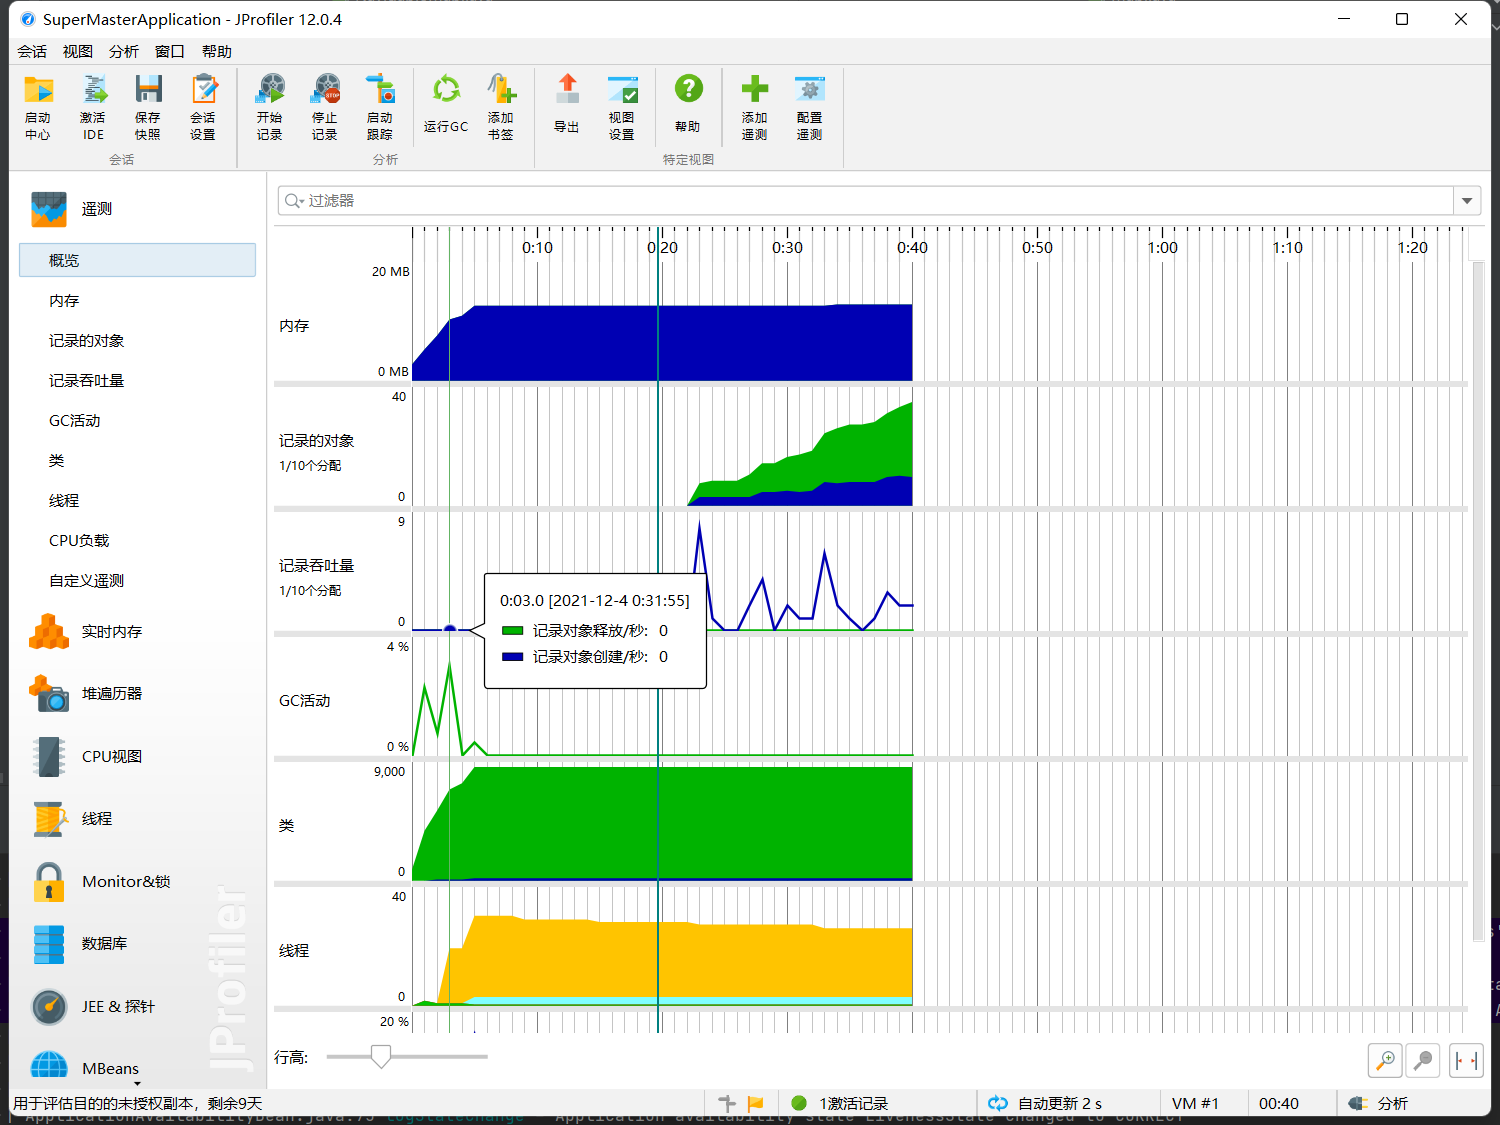 SuperMasterApplication - JProfiler 12.0.4
会话 视图 分析 窗口 帮助
启动中心 激活IDE 保存快照 会话设置 开始记录 停止记录 启动跟踪 运行GC 添加书签 导出 视图设置 帮助 添加遥测 配置遥测
会话 分析 特定视图
遥测
概览
内存
记录的对象
记录吞吐量
GC活动
类
线程
CPU负载
自定义遥测
实时内存
堆遍历器
CPU视图
线程
Monitor&锁
数据库
JEE & 探针
MBeans
JProfiler
过滤器
0:10 0:20 0:30 0:40 0:50 1:00 1:10 1:20
20 MB
内存
0 MB
40
记录的对象
1/10个分配
0
9
记录吞吐量
1/10个分配
0
0:03.0 [2021-12-4 0:31:55]
记录对象释放/秒: 0
记录对象创建/秒: 0
4 %
GC活动
0 %
9,000
类
0
40
线程
0
20 %
行高:
用于评估目的的未授权副本，剩余9天 1激活记录 自动更新 2 s VM #1 00:40 分析